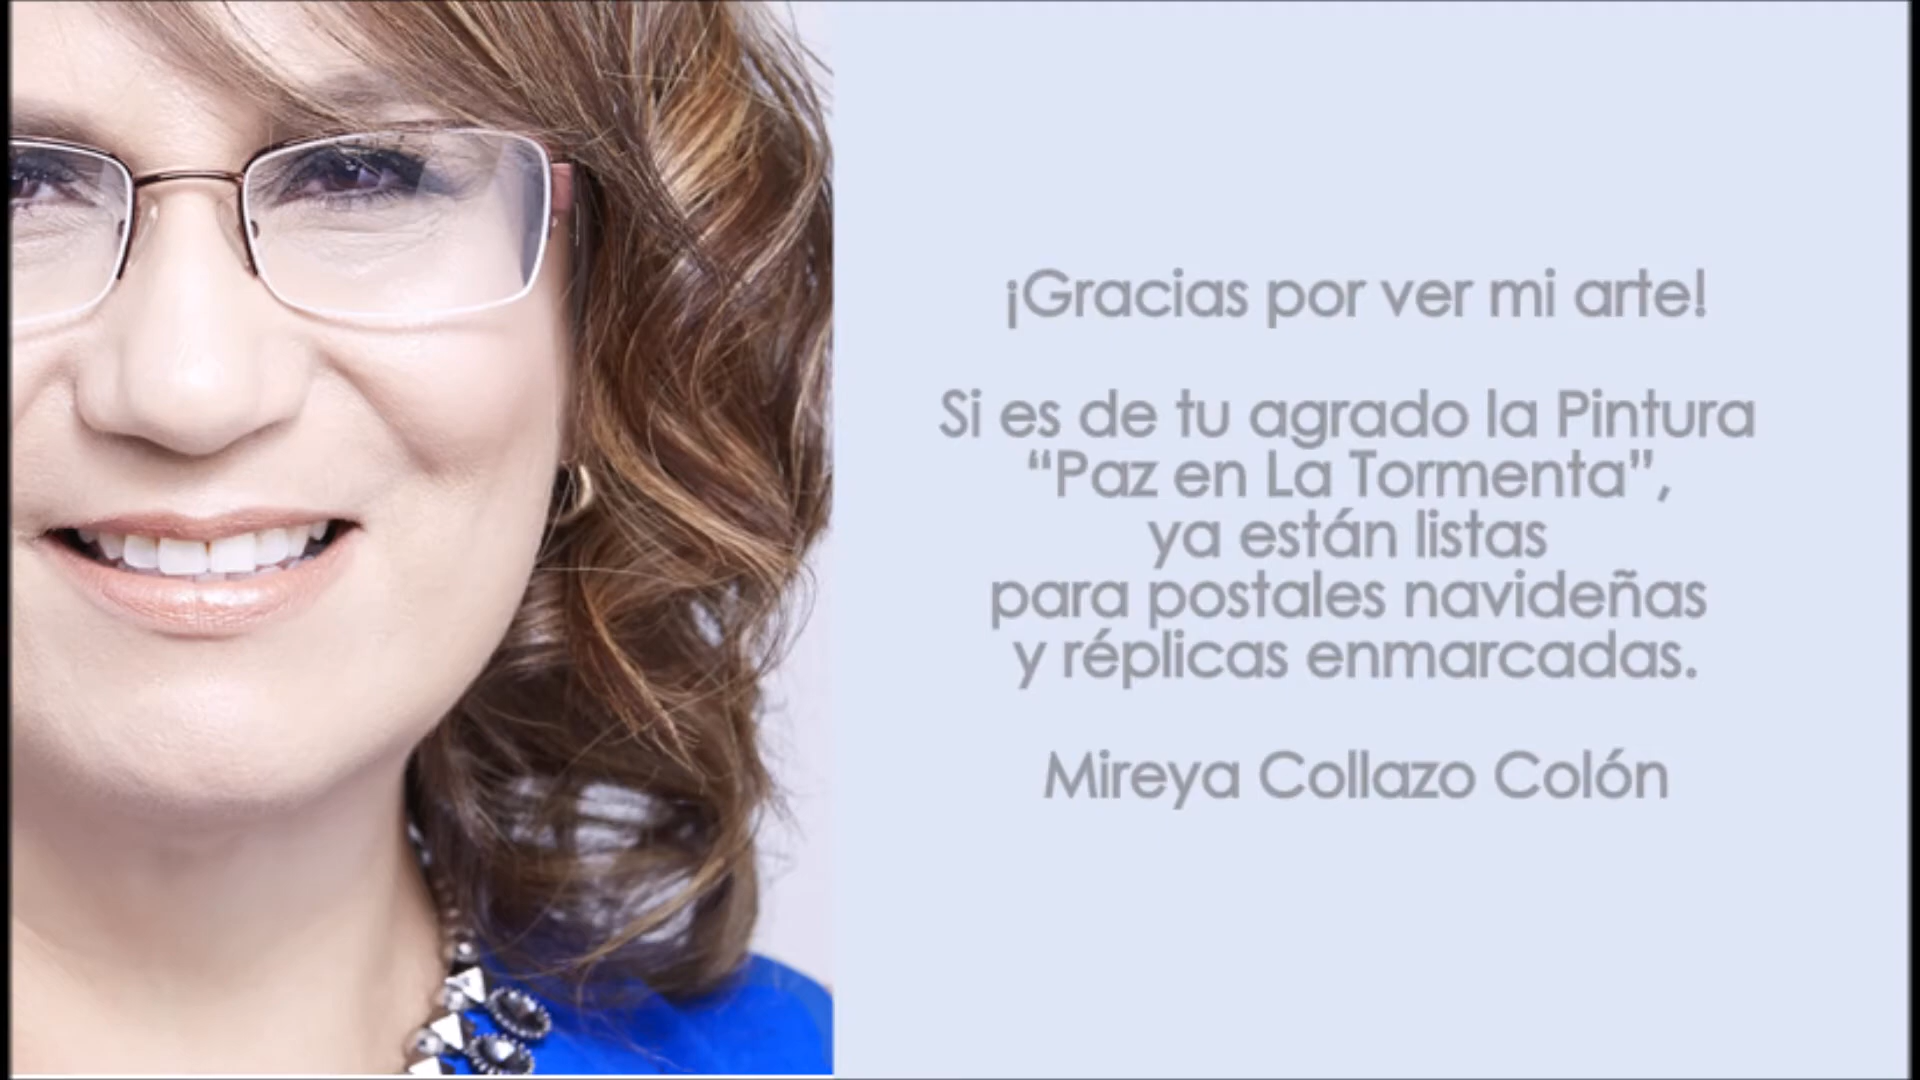 ¡Gracias por ver mi arte!
Si es de tu agrado la Pintura
“Paz en La Tormenta”,
ya están listas
para postales navideñas
y réplicas enmarcadas.
Mireya Collazo Colón